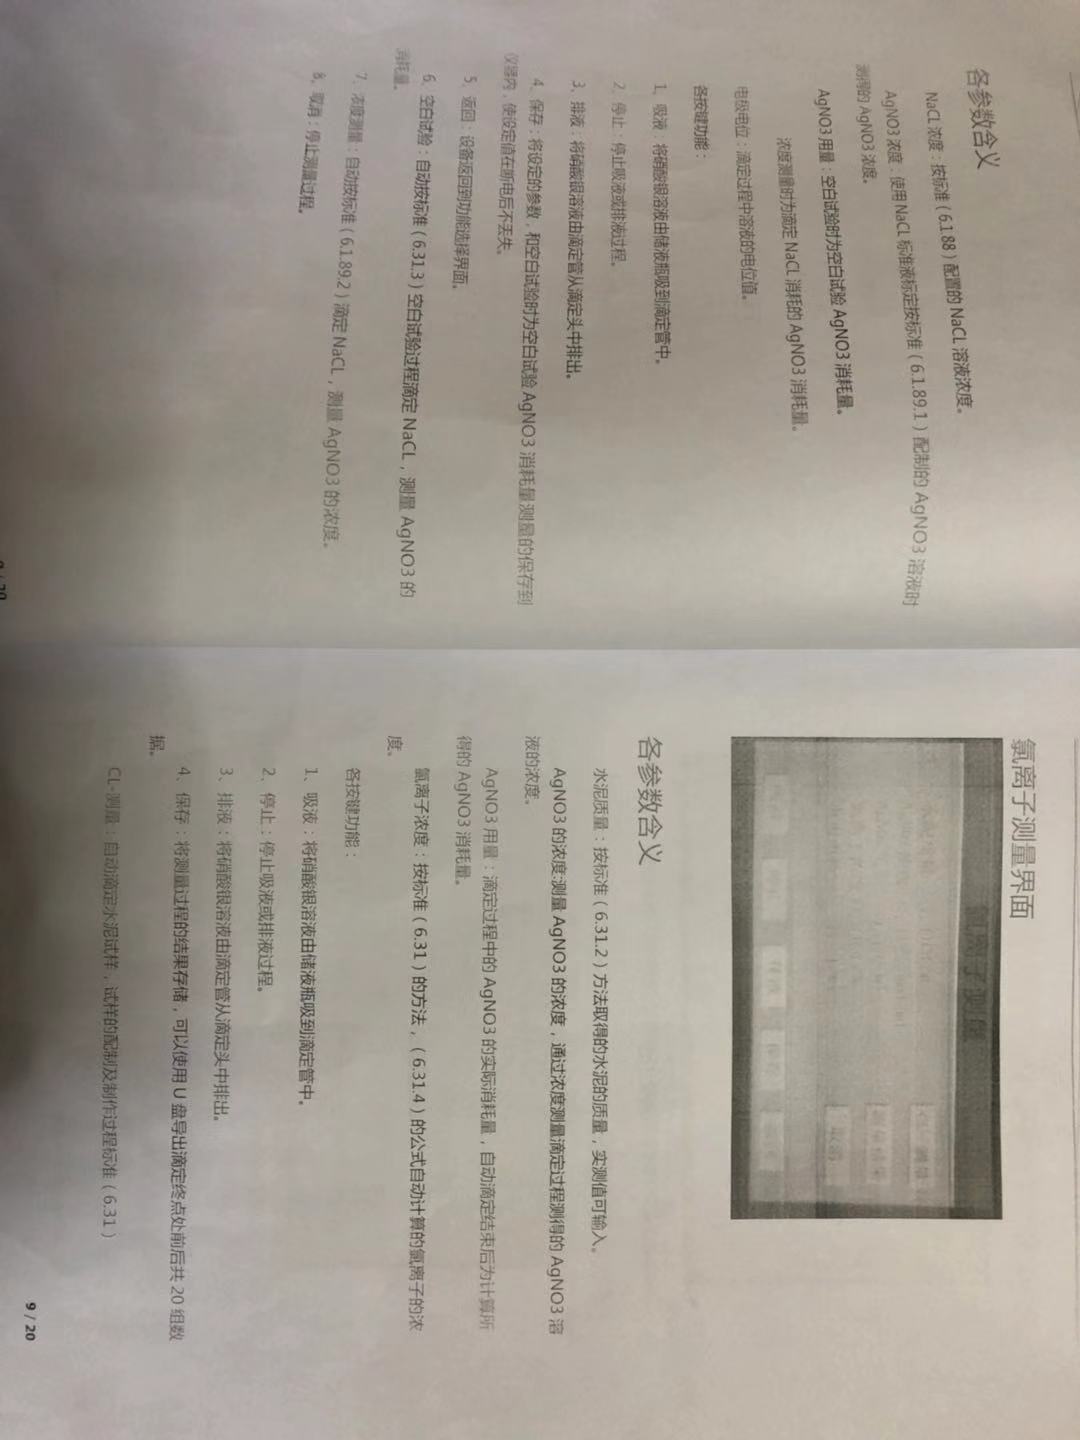 各参数含义
NaCL 浓度：按标准（6.1.88）配置的 NaCL 溶液浓度。
AgNO3 浓度：使用 NaCL 标准液标定按标准（6.1.89.1）配制的 AgNO3 溶液时
测得的 AgNO3 浓度。
AgNO3 用量：空白试验时为空白试验 AgNO3 消耗量。
浓度测量时为滴定 NaCL 消耗的 AgNO3 消耗量。
电极电位：滴定过程中溶液的电位值。
各按键功能：
1、吸液：将硝酸银溶液由储液瓶吸到滴定管中。
2、停止：停止吸液或排液过程。
3、排液：将硝酸银溶液由滴定管从滴定头中排出。
4、保存：将设定的参数，和空白试验时为空白试验 AgNO3 消耗量测量的保存到
仪器内，使设定值在断电后不丢失。
5、返回：设备返回到功能选择界面。
6、空白试验：自动按标准（6.31.3）空白试验过程滴定 NaCL，测量 AgNO3 的
消耗量。
7、浓度测量：自动按标准（6.1.89.2）滴定 NaCL，测量 AgNO3 的浓度。
8、取消：停止测量过程。
氯离子测量界面
氯离子测量
各参数含义
水泥质量：按标准（6.31.2）方法取得的水泥的质量，实测值可输入。
AgNO3 的浓度:测量 AgNO3 的浓度，通过浓度测量滴定过程测得的 AgNO3 溶
液的浓度。
AgNO3 用量：滴定过程中的 AgNO3 的实际消耗量，自动滴定结束后为计算所
得的 AgNO3 消耗量。
氯离子浓度：按标准（6.31）的方法，（6.31.4）的公式自动计算的氯离子的浓
度。
各按键功能：
1、吸液：将硝酸银溶液由储液瓶吸到滴定管中。
2、停止：停止吸液或排液过程。
3、排液：将硝酸银溶液由滴定管从滴定头中排出。
4、保存：将测量过程的结果存储，可以使用 U 盘导出滴定终点处前后共 20 组数
据。
CL-测量：自动滴定水泥试样，试样的配制及制作过程标准（6.31）
9 / 20